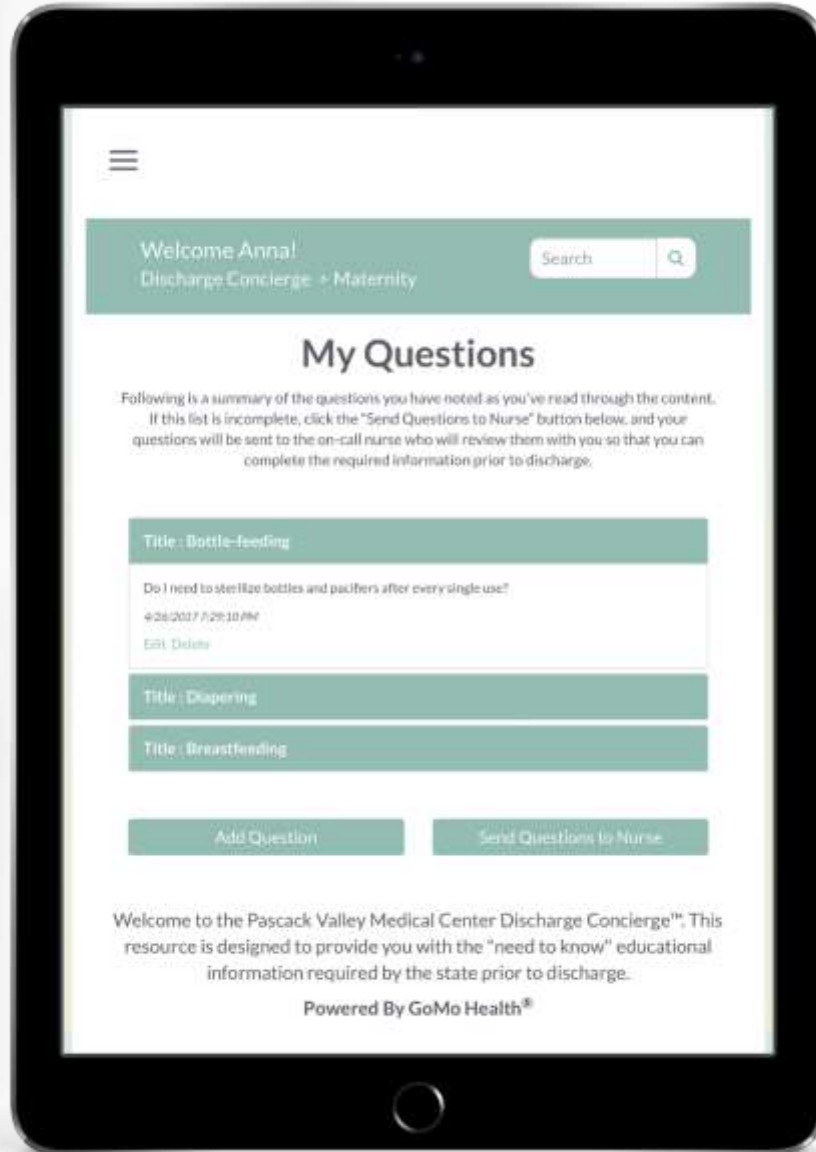 Welcome Anna!
Search
Discharge Concierge > Maternity
My Questions
Following is a summary of the questions you have noted as you've read through the content.
If this list is incomplete, click the "Send Questions to Nurse" button below, and your
questions will be sent to the on-call nurse who will review them with you so that you can
complete the required information prior to discharge.
Title : Bottle-feeding
Do I need to sterilize bottles and pacifiers after every single use?
4/26/2017 7:29:10 PM
Edit Delete
Title : Diapering
Title : Breastfeeding
Add Question
Send Questions to Nurse
Welcome to the Pascack Valley Medical Center Discharge Concierge™. This
resource is designed to provide you with the "need to know" educational
information required by the state prior to discharge.
Powered By GoMo Health®